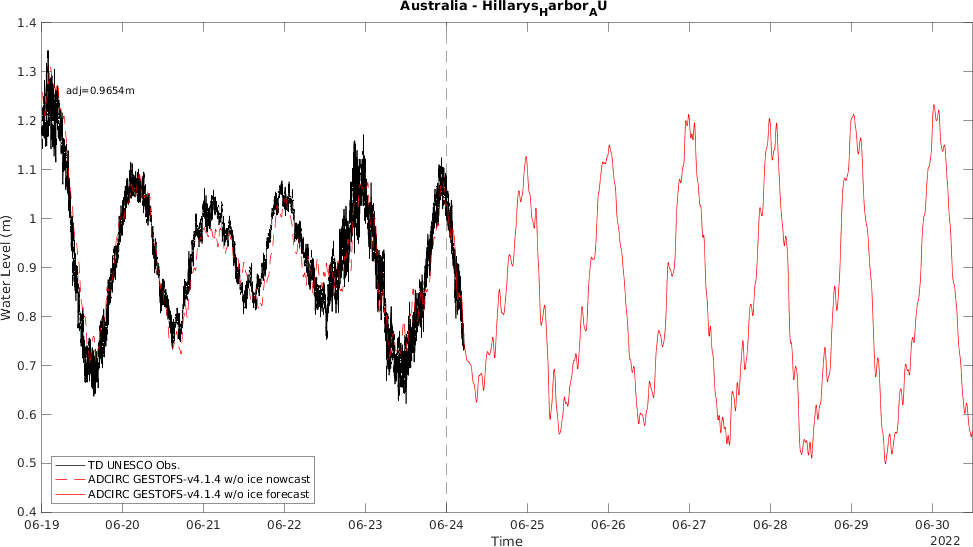 Australia - Hillarys_Harbor_AU
1.4
1.3
1.2
1.1
1
0.9
0.8
0.7
0.6
0.5
0.4
Water Level (m)
adj=0.9654m
TD UNESCO Obs.
ADCIRC GESTOFS-v4.1.4 w/o ice nowcast
ADCIRC GESTOFS-v4.1.4 w/o ice forecast
06-19 06-20 06-21 06-22 06-23 06-24 06-25 06-26 06-27 06-28 06-29 06-30
Time
2022